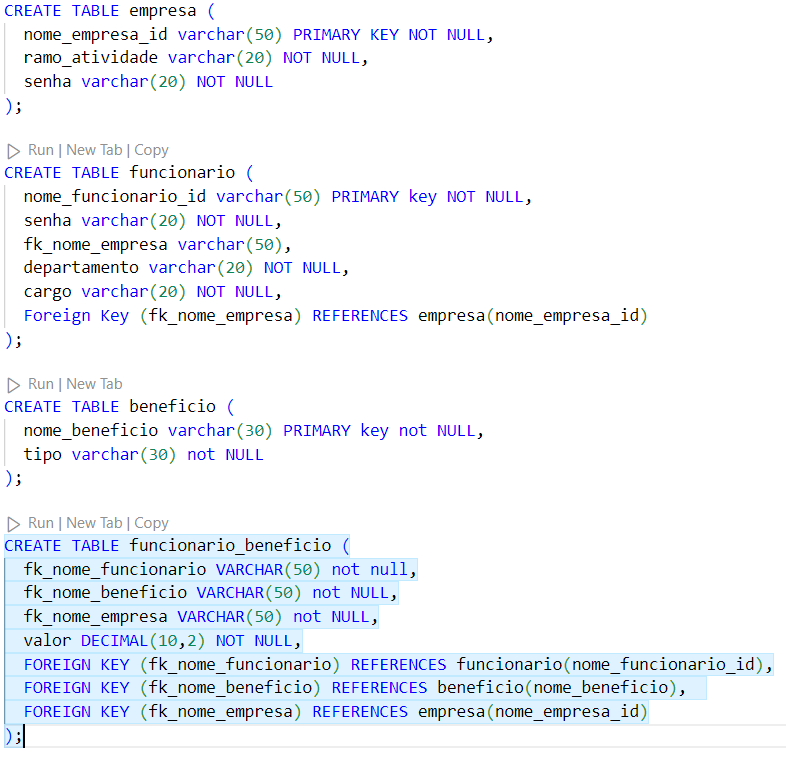 CREATE TABLE empresa (
  nome_empresa_id varchar(50) PRIMARY KEY NOT NULL,
  ramo_atividade varchar(20) NOT NULL,
  senha varchar(20) NOT NULL
);
Run | New Tab | Copy
CREATE TABLE funcionario (
  nome_funcionario_id varchar(50) PRIMARY key NOT NULL,
  senha varchar(20) NOT NULL,
  fk_nome_empresa varchar(50),
  departamento varchar(20) NOT NULL,
  cargo varchar(20) NOT NULL,
  Foreign Key (fk_nome_empresa) REFERENCES empresa(nome_empresa_id)
);
Run | New Tab
CREATE TABLE beneficio (
  nome_beneficio varchar(30) PRIMARY key not NULL,
  tipo varchar(30) not NULL
);
Run | New Tab | Copy
CREATE TABLE funcionario_beneficio (
  fk_nome_funcionario VARCHAR(50) not null,
  fk_nome_beneficio VARCHAR(50) not NULL,
  fk_nome_empresa VARCHAR(50) not NULL,
  valor DECIMAL(10,2) NOT NULL,
  FOREIGN KEY (fk_nome_funcionario) REFERENCES funcionario(nome_funcionario_id),
  FOREIGN KEY (fk_nome_beneficio) REFERENCES beneficio(nome_beneficio),
  FOREIGN KEY (fk_nome_empresa) REFERENCES empresa(nome_empresa_id)
);